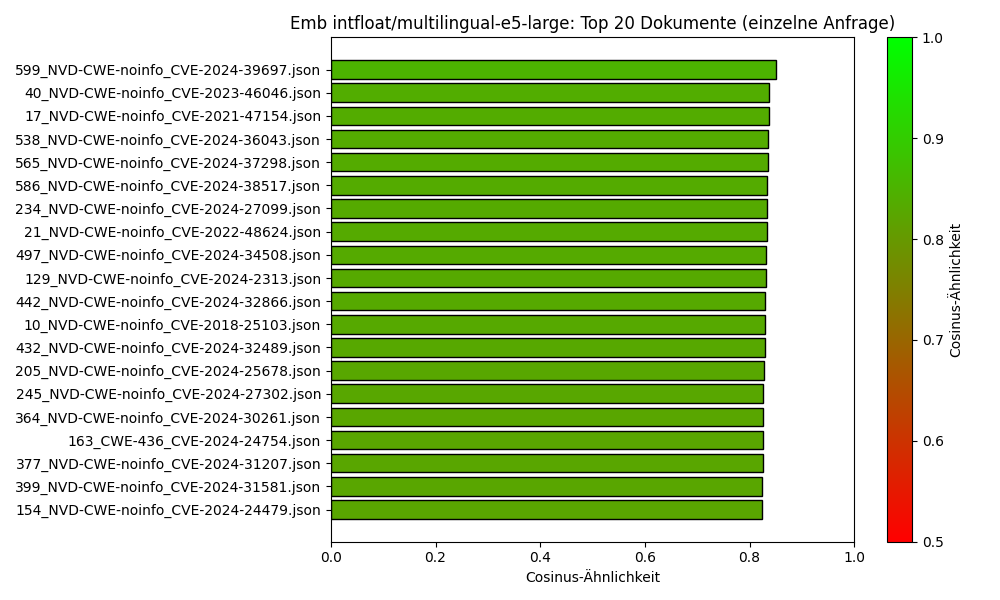 Emb intfloat/multilingual-e5-large: Top 20 Dokumente (einzelne Anfrage)
599_NVD-CWE-noinfo_CVE-2024-39697.json
40_NVD-CWE-noinfo_CVE-2023-46046.json
17_NVD-CWE-noinfo_CVE-2021-47154.json
538_NVD-CWE-noinfo_CVE-2024-36043.json
565_NVD-CWE-noinfo_CVE-2024-37298.json
586_NVD-CWE-noinfo_CVE-2024-38517.json
234_NVD-CWE-noinfo_CVE-2024-27099.json
21_NVD-CWE-noinfo_CVE-2022-48624.json
497_NVD-CWE-noinfo_CVE-2024-34508.json
129_NVD-CWE-noinfo_CVE-2024-2313.json
442_NVD-CWE-noinfo_CVE-2024-32866.json
10_NVD-CWE-noinfo_CVE-2018-25103.json
432_NVD-CWE-noinfo_CVE-2024-32489.json
205_NVD-CWE-noinfo_CVE-2024-25678.json
245_NVD-CWE-noinfo_CVE-2024-27302.json
364_NVD-CWE-noinfo_CVE-2024-30261.json
163_CWE-436_CVE-2024-24754.json
377_NVD-CWE-noinfo_CVE-2024-31207.json
399_NVD-CWE-noinfo_CVE-2024-31581.json
154_NVD-CWE-noinfo_CVE-2024-24479.json
0.0 0.2 0.4 0.6 0.8 1.0
Cosinus-Ähnlichkeit
1.0
0.9
0.8
0.7
0.6
0.5
Cosinus-Ähnlichkeit